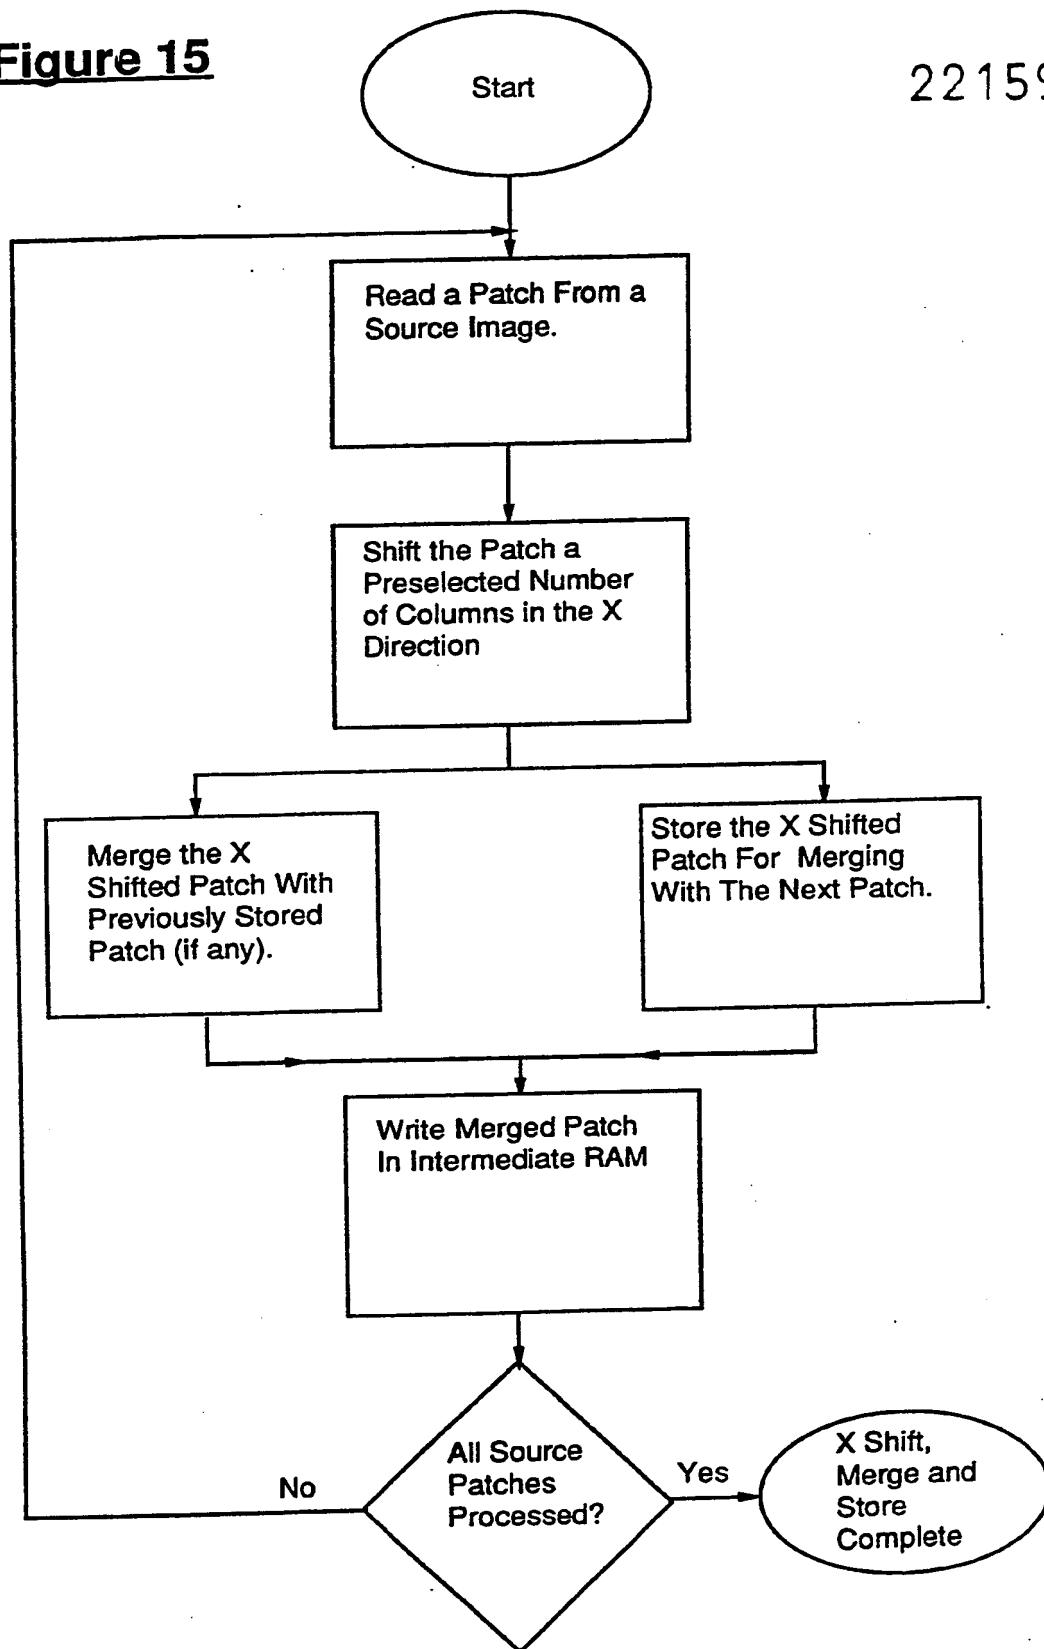 Figure 15
22159
Start
Read a Patch From a
Source Image.
Shift the Patch a
Preselected Number
of Columns in the X
Direction
Merge the X
Shifted Patch With
Previously Stored
Patch (if any).
Store the X Shifted
Patch For Merging
With The Next Patch.
Write Merged Patch
In Intermediate RAM
All Source
Patches
Processed?
No
Yes
X Shift,
Merge and
Store
Complete